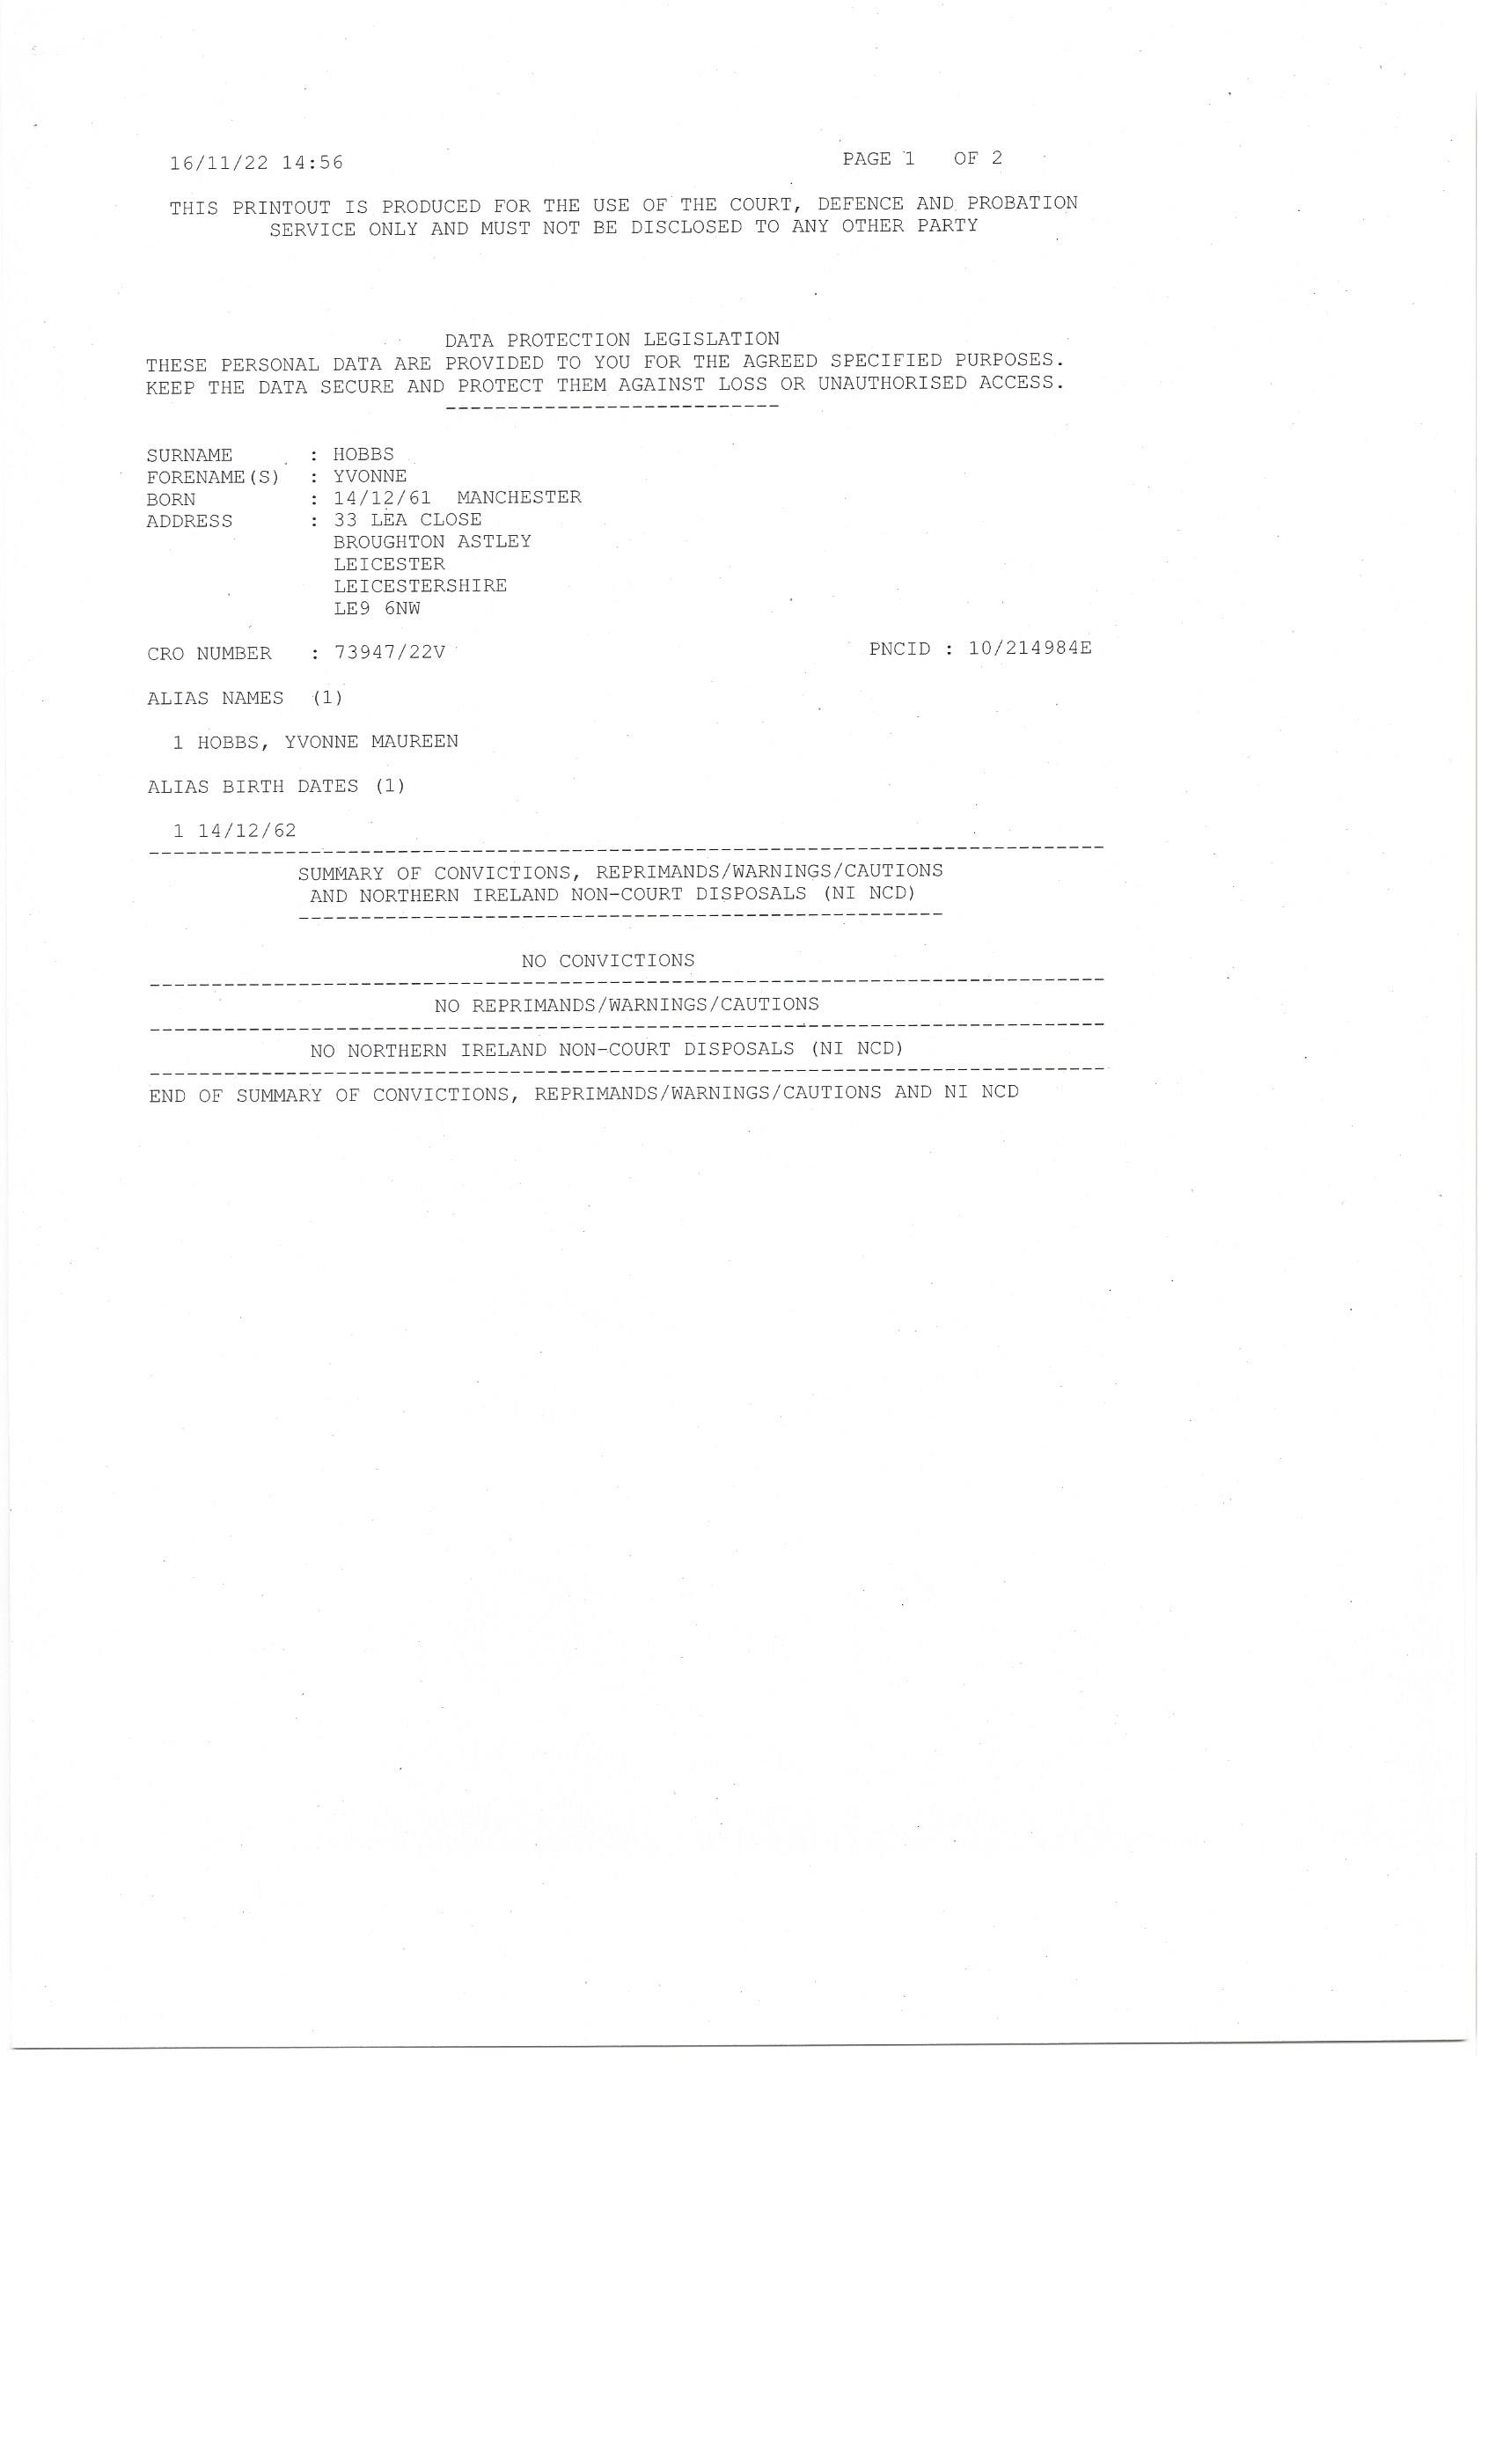 16/11/22 14:56 PAGE 1 OF 2
THIS PRINTOUT IS PRODUCED FOR THE USE OF THE COURT, DEFENCE AND PROBATION
SERVICE ONLY AND MUST NOT BE DISCLOSED TO ANY OTHER PARTY
DATA PROTECTION LEGISLATION
THESE PERSONAL DATA ARE PROVIDED TO YOU FOR THE AGREED SPECIFIED PURPOSES.
KEEP THE DATA SECURE AND PROTECT THEM AGAINST LOSS OR UNAUTHORISED ACCESS.
---------------------------
SURNAME : HOBBS
FORENAME(S) : YVONNE
BORN : 14/12/61 MANCHESTER
ADDRESS : 33 LEA CLOSE
BROUGHTON ASTLEY
LEICESTER
LEICESTERSHIRE
LE9 6NW
CRO NUMBER : 73947/22V PNCID : 10/214984E
ALIAS NAMES (1)
1 HOBBS, YVONNE MAUREEN
ALIAS BIRTH DATES (1)
1 14/12/62
-----------------------------------------------------------------------------
SUMMARY OF CONVICTIONS, REPRIMANDS/WARNINGS/CAUTIONS
AND NORTHERN IRELAND NON-COURT DISPOSALS (NI NCD)
----------------------------------------------------
NO CONVICTIONS
-----------------------------------------------------------------------------
NO REPRIMANDS/WARNINGS/CAUTIONS
-----------------------------------------------------------------------------
NO NORTHERN IRELAND NON-COURT DISPOSALS (NI NCD)
-----------------------------------------------------------------------------
END OF SUMMARY OF CONVICTIONS, REPRIMANDS/WARNINGS/CAUTIONS AND NI NCD